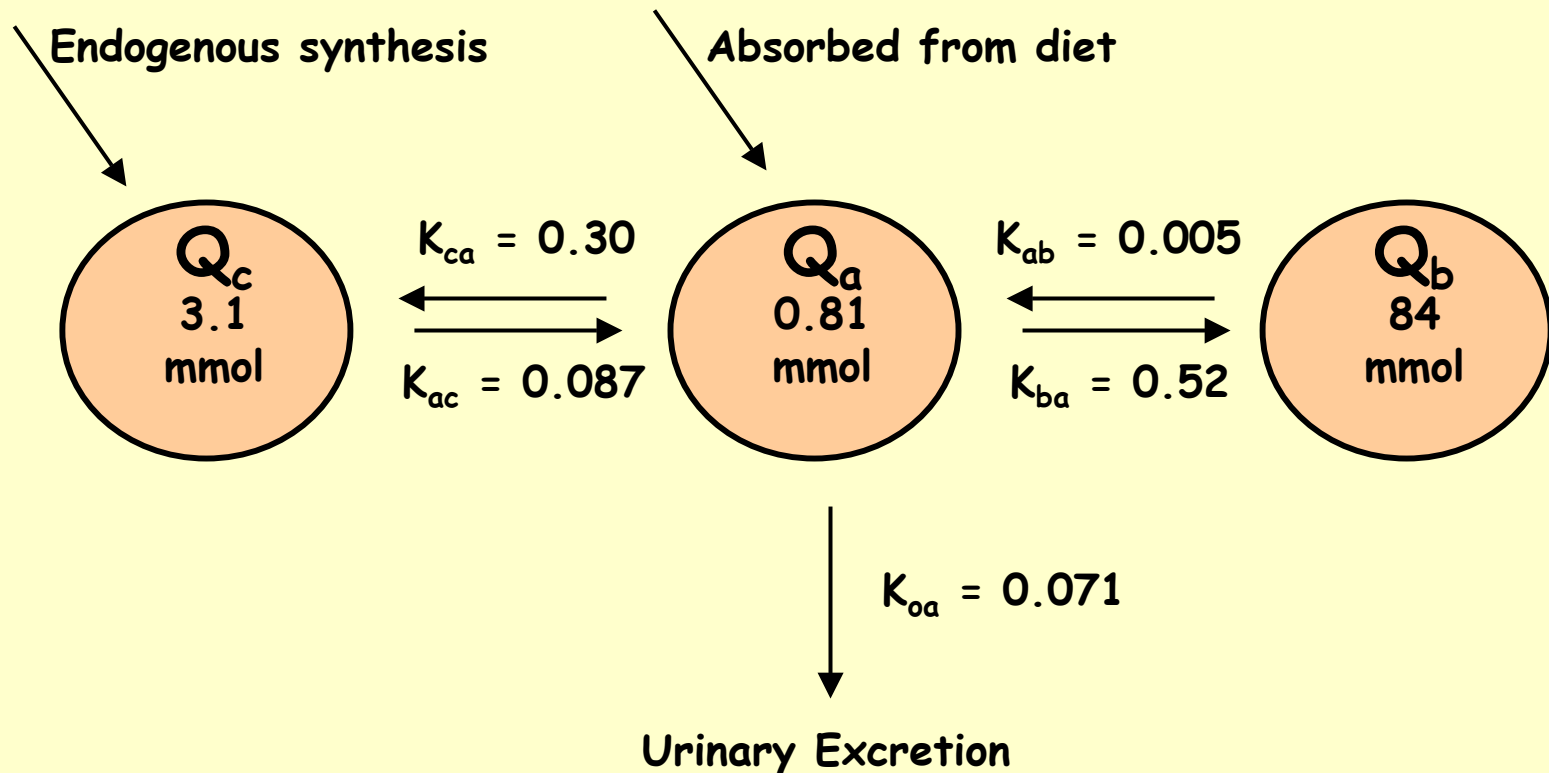 Endogenous synthesis
Absorbed from diet
Qc
3.1
mmol
Kca = 0.30
Kac = 0.087
Qa
0.81
mmol
Kab = 0.005
Kba = 0.52
Qb
84
mmol
Koa = 0.071
Urinary Excretion